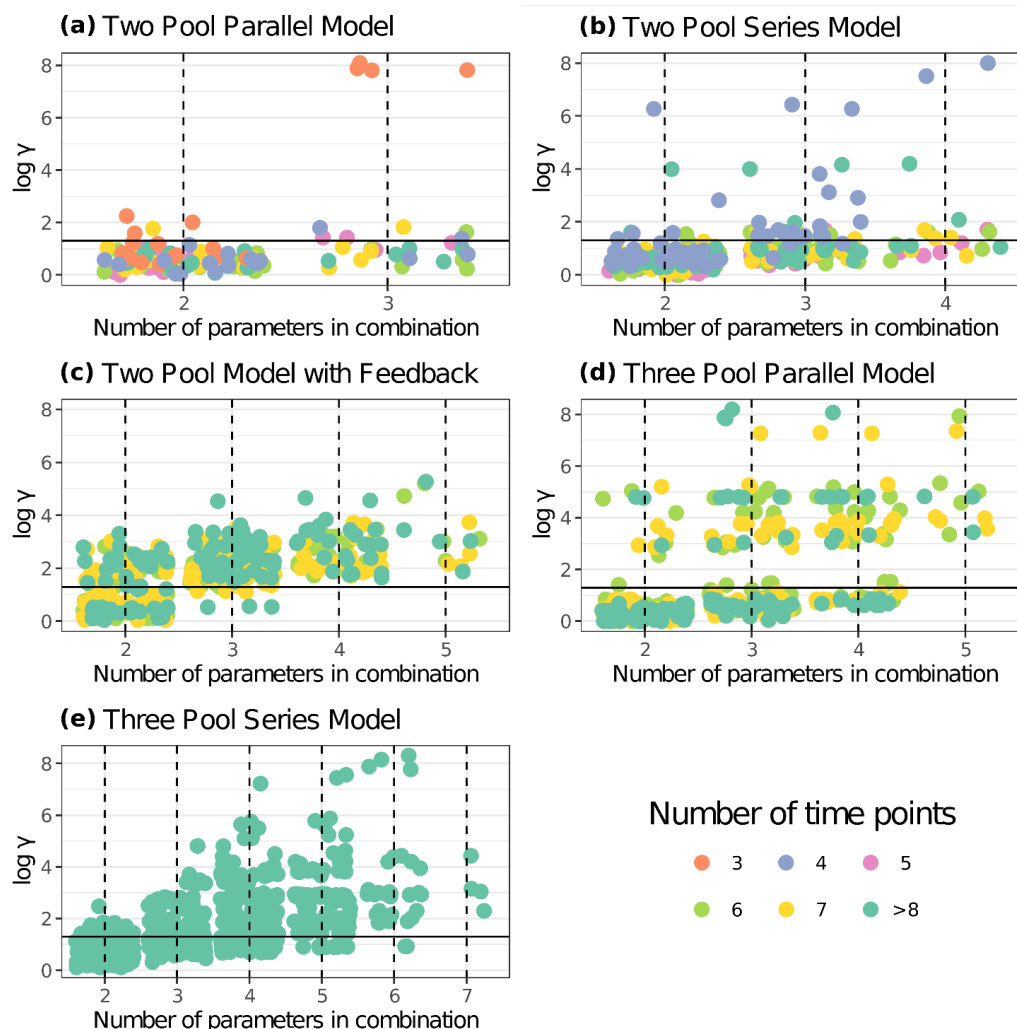 (a) Two Pool Parallel Model
8
6
4
2
0
log γ
2 3
Number of parameters in combination
(b) Two Pool Series Model
8
6
4
2
0
log γ
2 3 4
Number of parameters in combination
(c) Two Pool Model with Feedback
8
6
4
2
0
log γ
2 3 4 5
Number of parameters in combination
(d) Three Pool Parallel Model
8
6
4
2
0
log γ
2 3 4 5
Number of parameters in combination
(e) Three Pool Series Model
8
6
4
2
0
log γ
2 3 4 5 6 7
Number of parameters in combination
Number of time points
3 4 5
6 7 >8